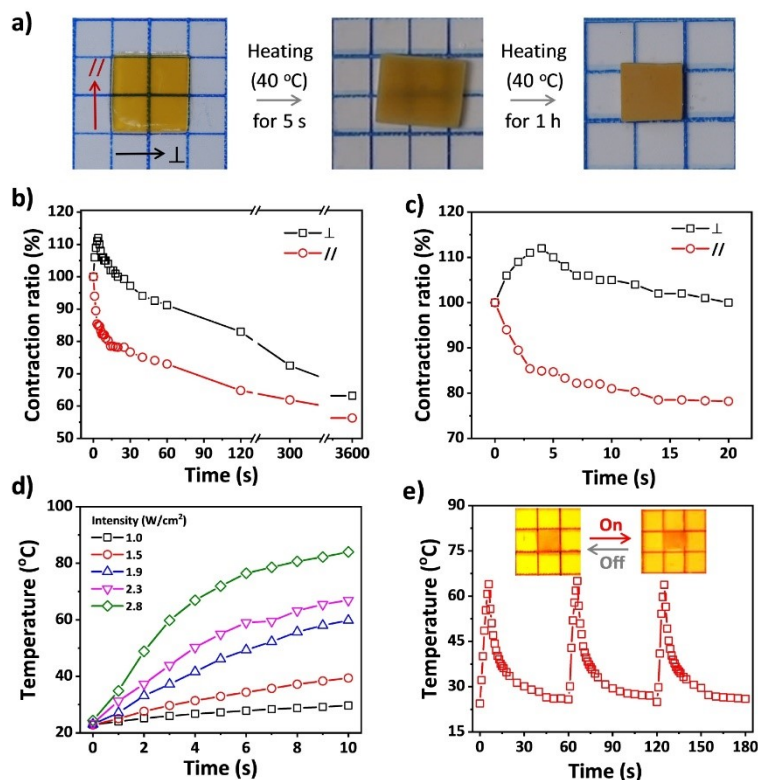 a)
//
⊥
Heating
(40 °C)
for 5 s
Heating
(40 °C)
for 1 h
b)
Contraction ratio (%)
120
110
100
90
80
70
60
50
⊥
//
0 30 60 90 120 300 3600
Time (s)
c)
Contraction ratio (%)
120
110
100
90
80
70
⊥
//
0 5 10 15 20
Time (s)
d)
Temperature (°C)
100
80
60
40
20
Intensity (W/cm²)
1.0
1.5
1.9
2.3
2.8
0 2 4 6 8 10
Time (s)
e)
Temperature (°C)
90
75
60
45
30
15
On
Off
0 30 60 90 120 150 180
Time (s)